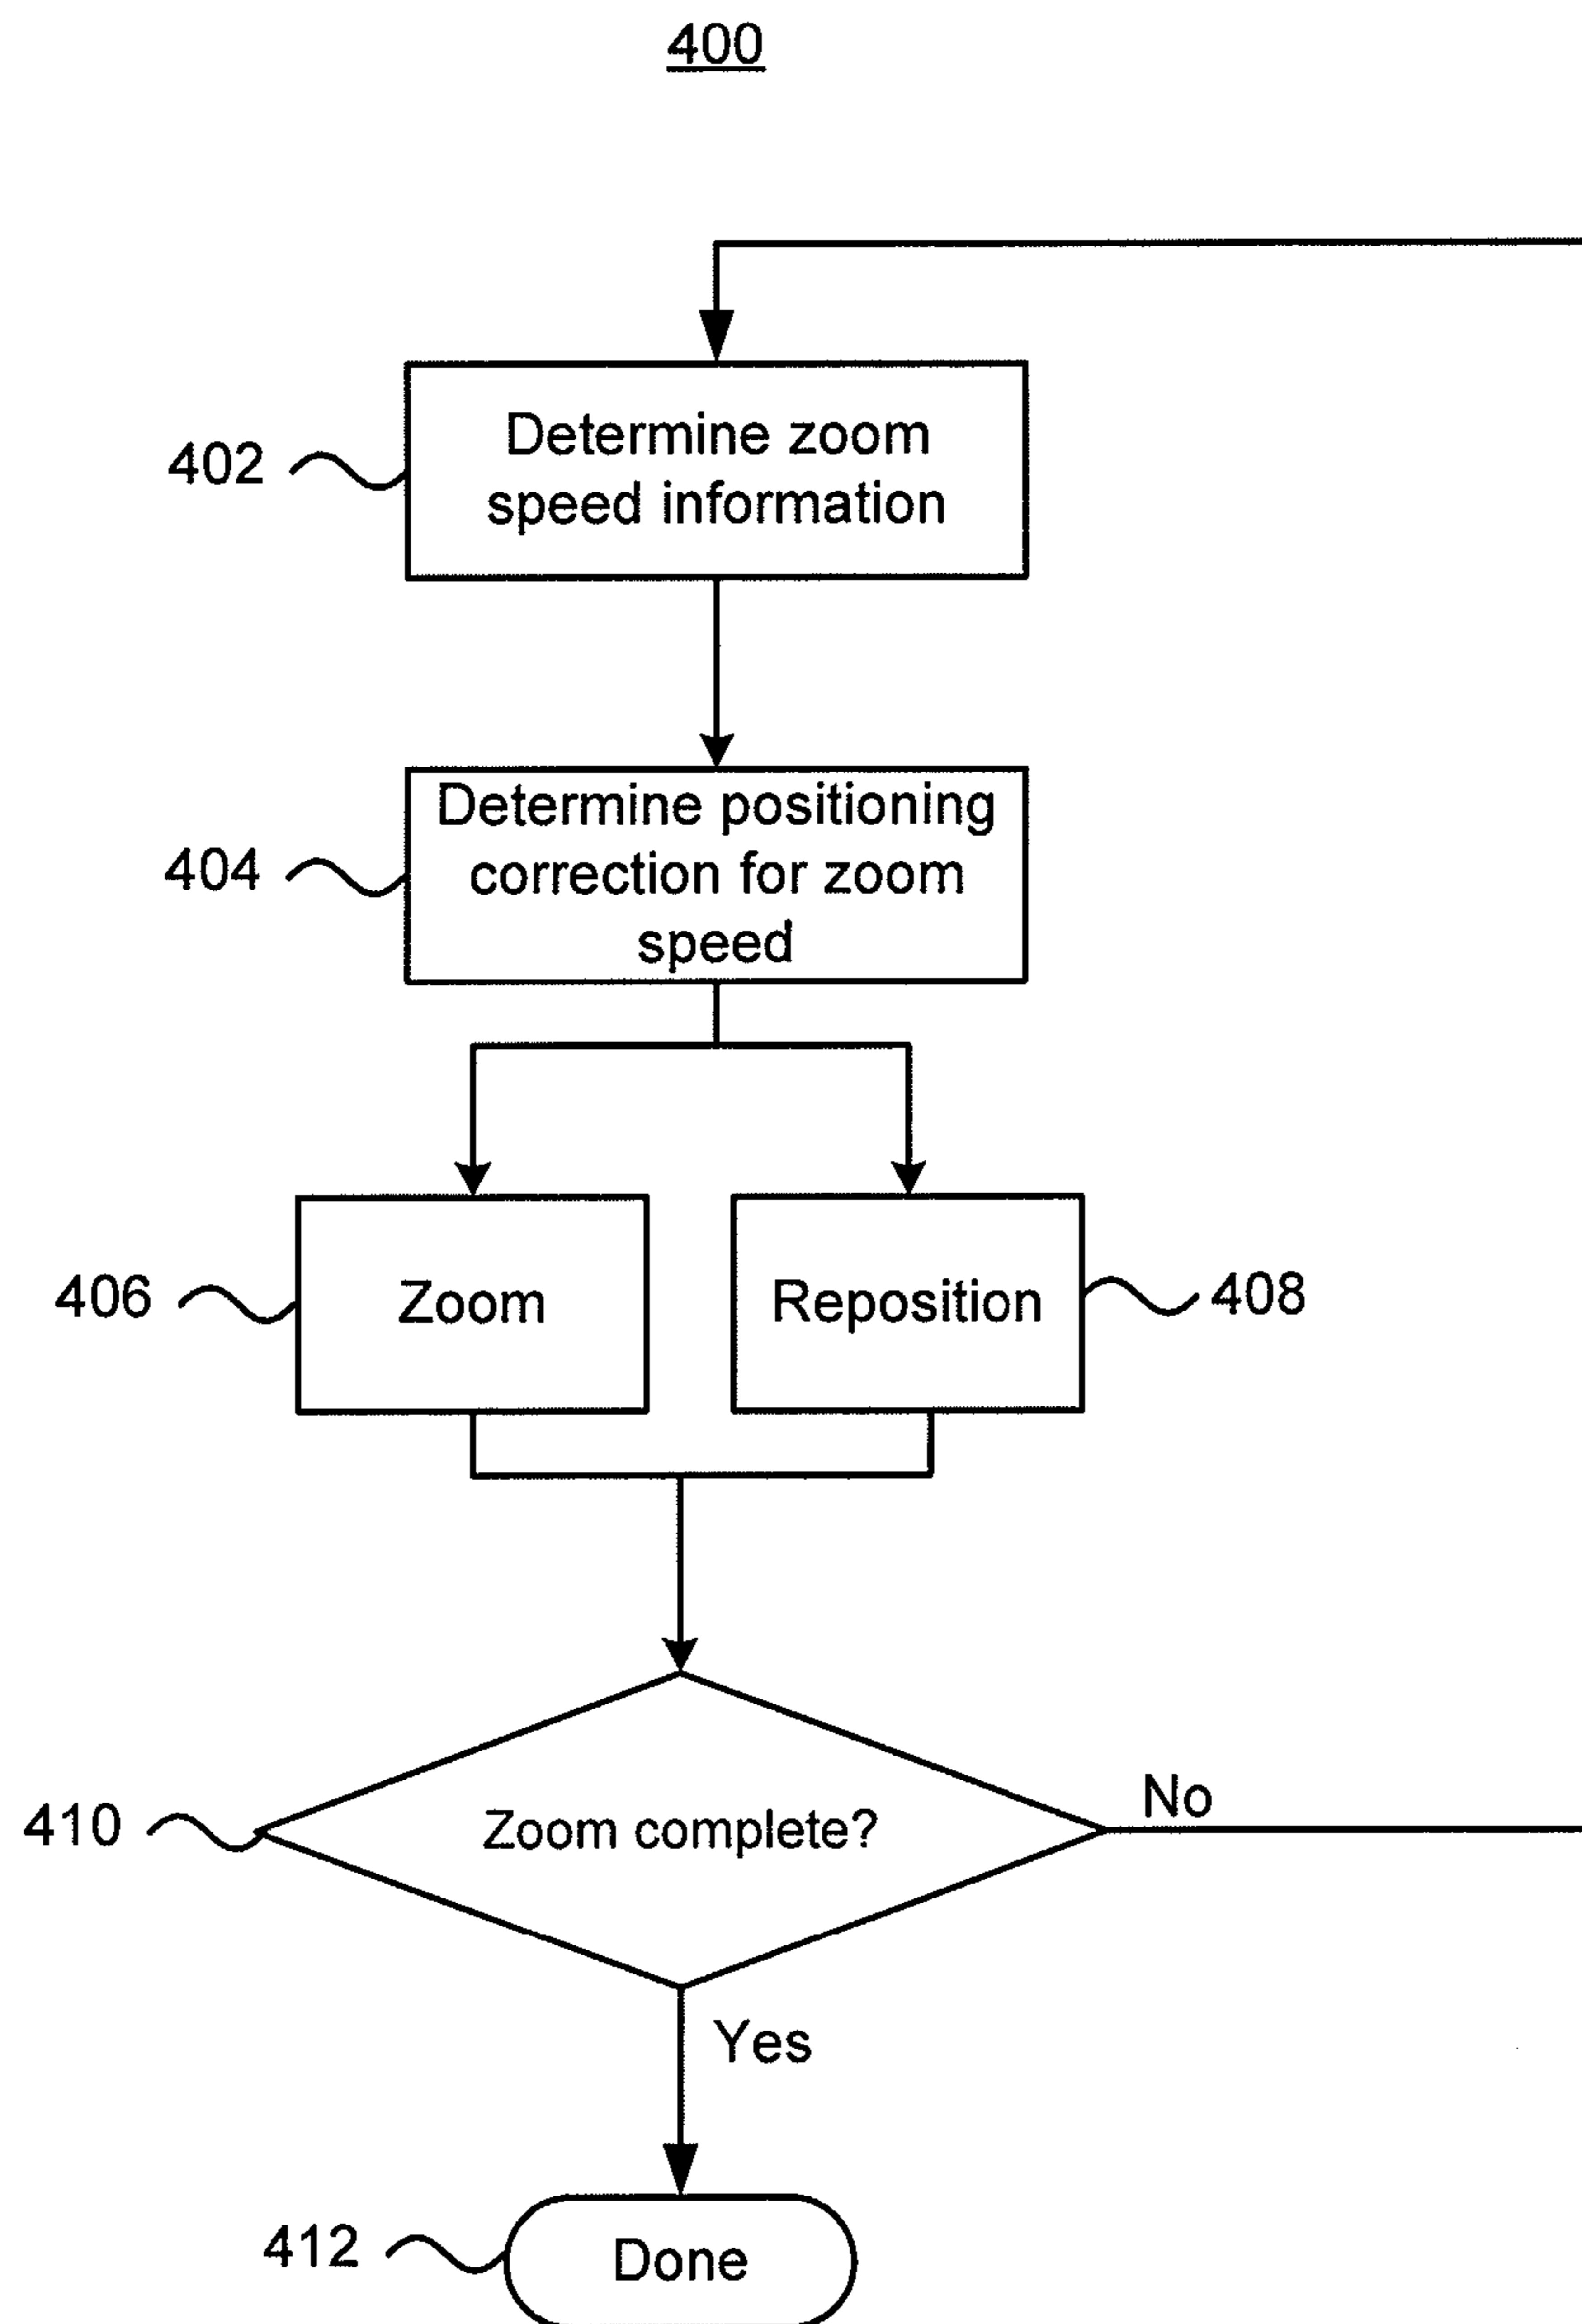 400
402
Determine zoom
speed information
404
Determine positioning
correction for zoom
speed
406
Zoom
Reposition
408
410
Zoom complete?
No
Yes
412
Done